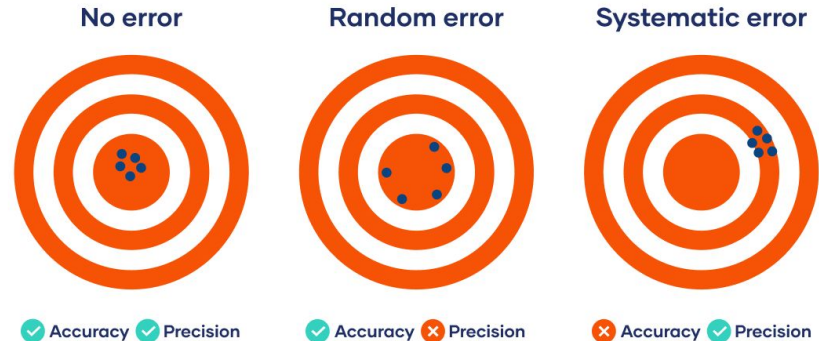 No error
Random error
Systematic error
Accuracy Precision
Accuracy Precision
Accuracy Precision